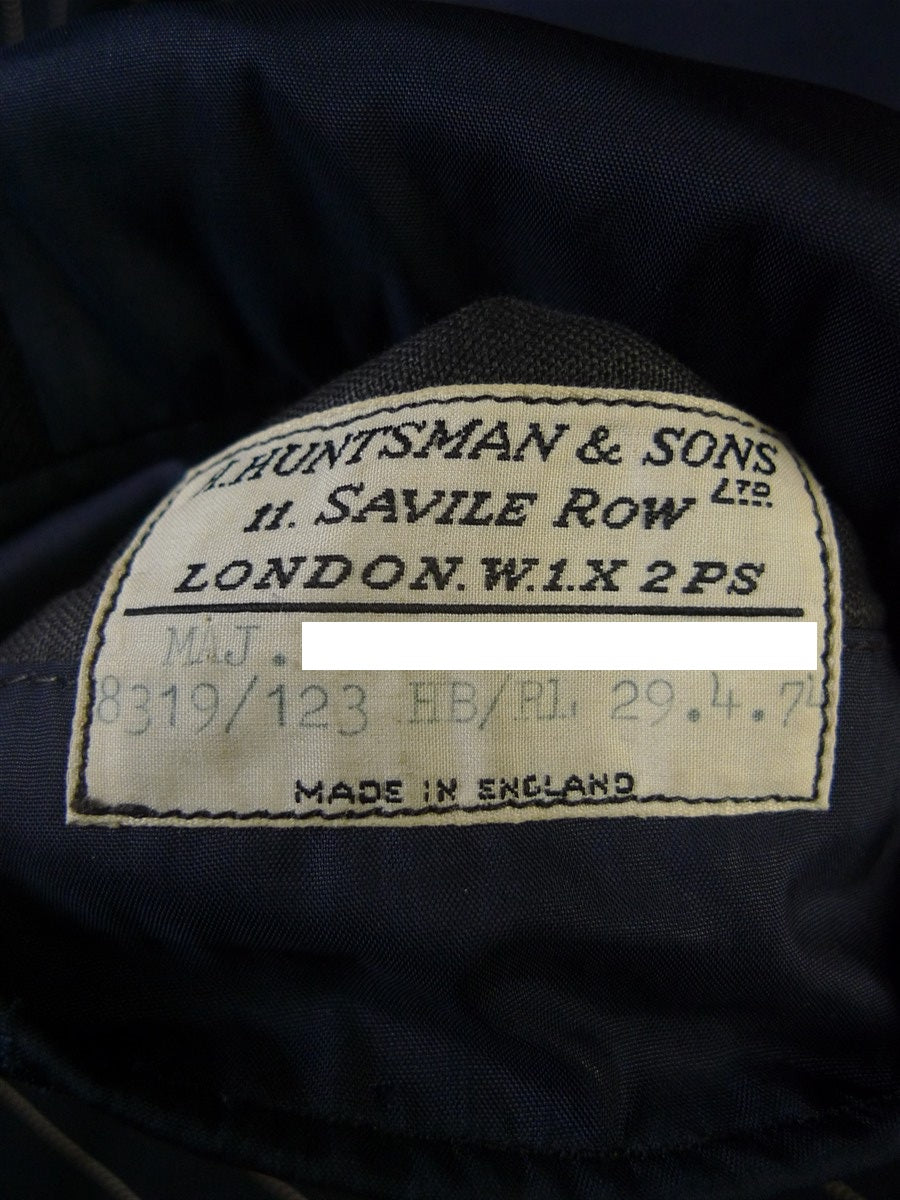 H. HUNTSMAN & SONS LTD.
11. SAVILE ROW
LONDON. W.1.X 2PS
MAJ.
8319/123 HB/RL 29.4.74
MADE IN ENGLAND